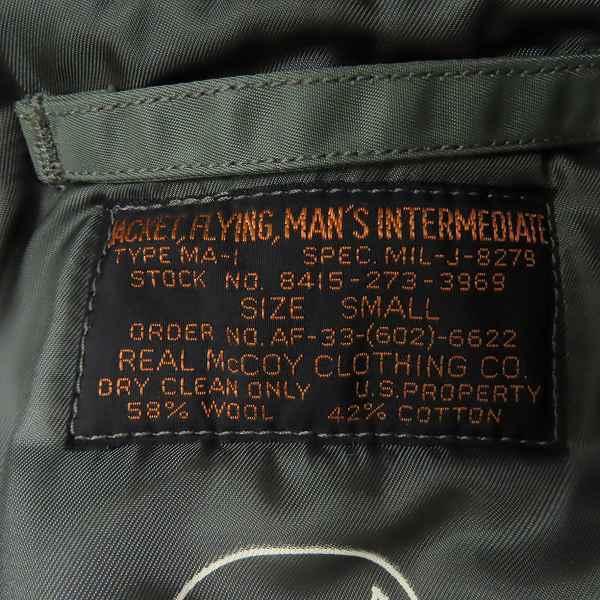 JACKET, FLYING, MAN'S INTERMEDIATE
TYPE MA-1 SPEC. MIL-J-8279
STOCK NO. 8415-273-3969
SIZE SMALL
ORDER NO. AF-33-(602)-6622
REAL McCOY CLOTHING CO.
DRY CLEAN ONLY U.S. PROPERTY
58% WOOL 42% COTTON